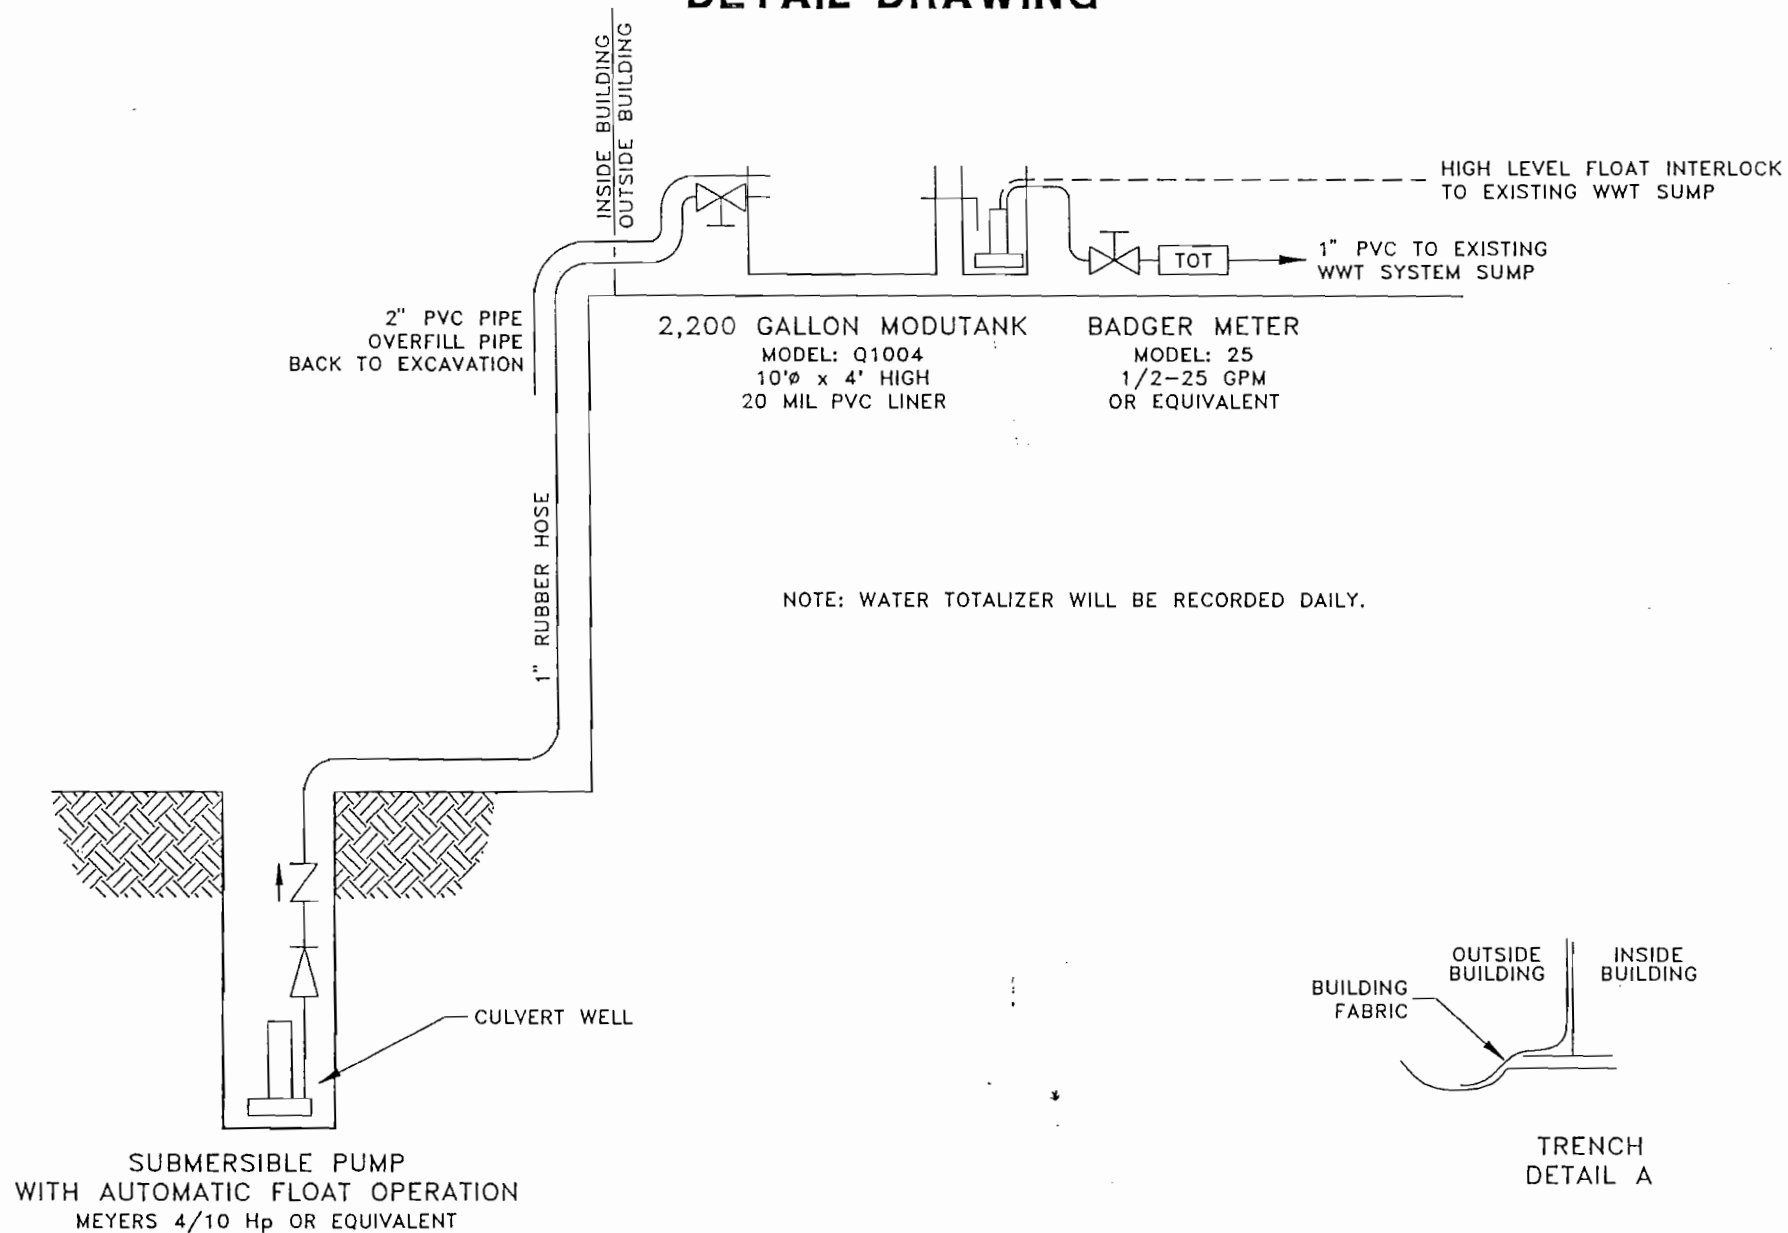 DETAIL DRAWING
INSIDE BUILDING
OUTSIDE BUILDING
HIGH LEVEL FLOAT INTERLOCK
TO EXISTING WWT SUMP
1" PVC TO EXISTING
WWT SYSTEM SUMP
TOT
2" PVC PIPE
OVERFILL PIPE
BACK TO EXCAVATION
2,200 GALLON MODUTANK
MODEL: Q1004
10'ø x 4' HIGH
20 MIL PVC LINER
BADGER METER
MODEL: 25
1/2-25 GPM
OR EQUIVALENT
1" RUBBER HOSE
NOTE: WATER TOTALIZER WILL BE RECORDED DAILY.
CULVERT WELL
SUBMERSIBLE PUMP
WITH AUTOMATIC FLOAT OPERATION
MEYERS 4/10 Hp OR EQUIVALENT
OUTSIDE
BUILDING
INSIDE
BUILDING
BUILDING
FABRIC
TRENCH
DETAIL A